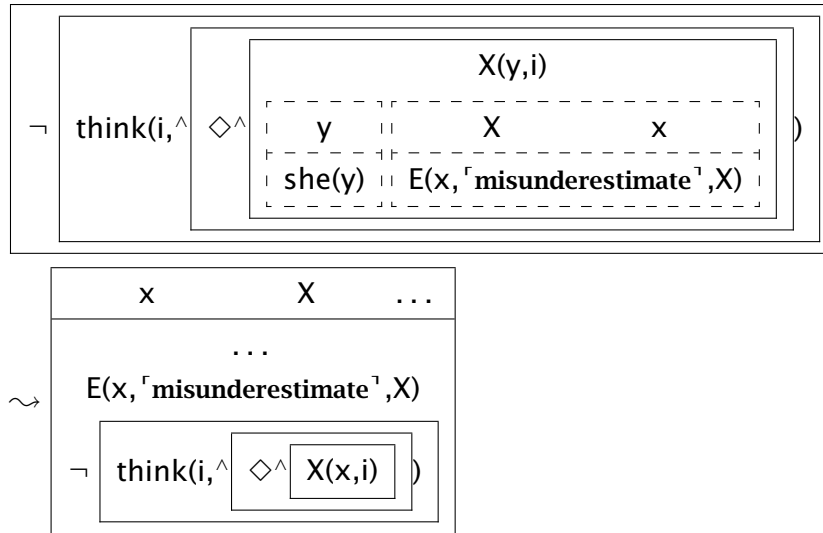 X(y,i)
¬ think(i,^ ◇^ y X x )
she(y) E(x,⌜misunderestimate⌝,X)
x X ...
...
⤳ E(x,⌜misunderestimate⌝,X)
¬ think(i,^ ◇^ X(x,i) )